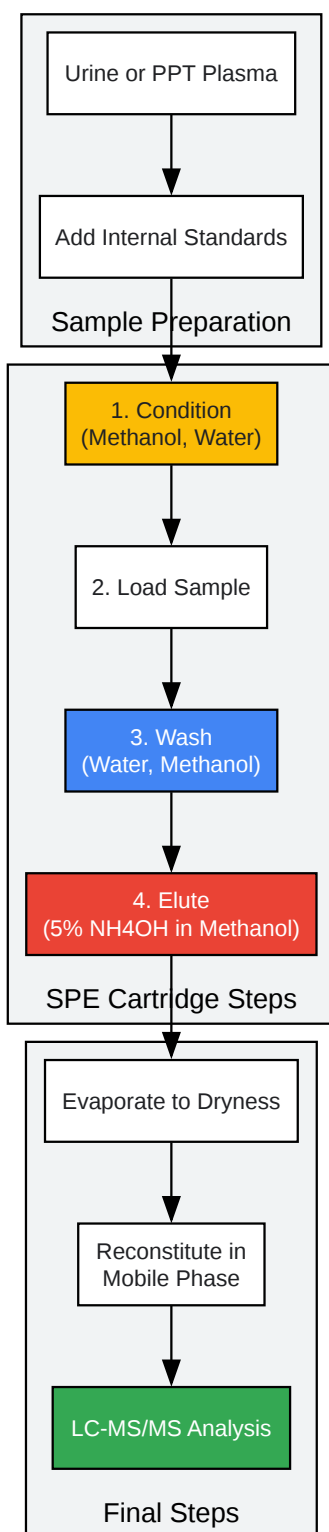 Urine or PPT Plasma
Add Internal Standards
Sample Preparation
1. Condition
(Methanol, Water)
2. Load Sample
3. Wash
(Water, Methanol)
4. Elute
(5% NH4OH in Methanol)
SPE Cartridge Steps
Evaporate to Dryness
Reconstitute in
Mobile Phase
LC-MS/MS Analysis
Final Steps